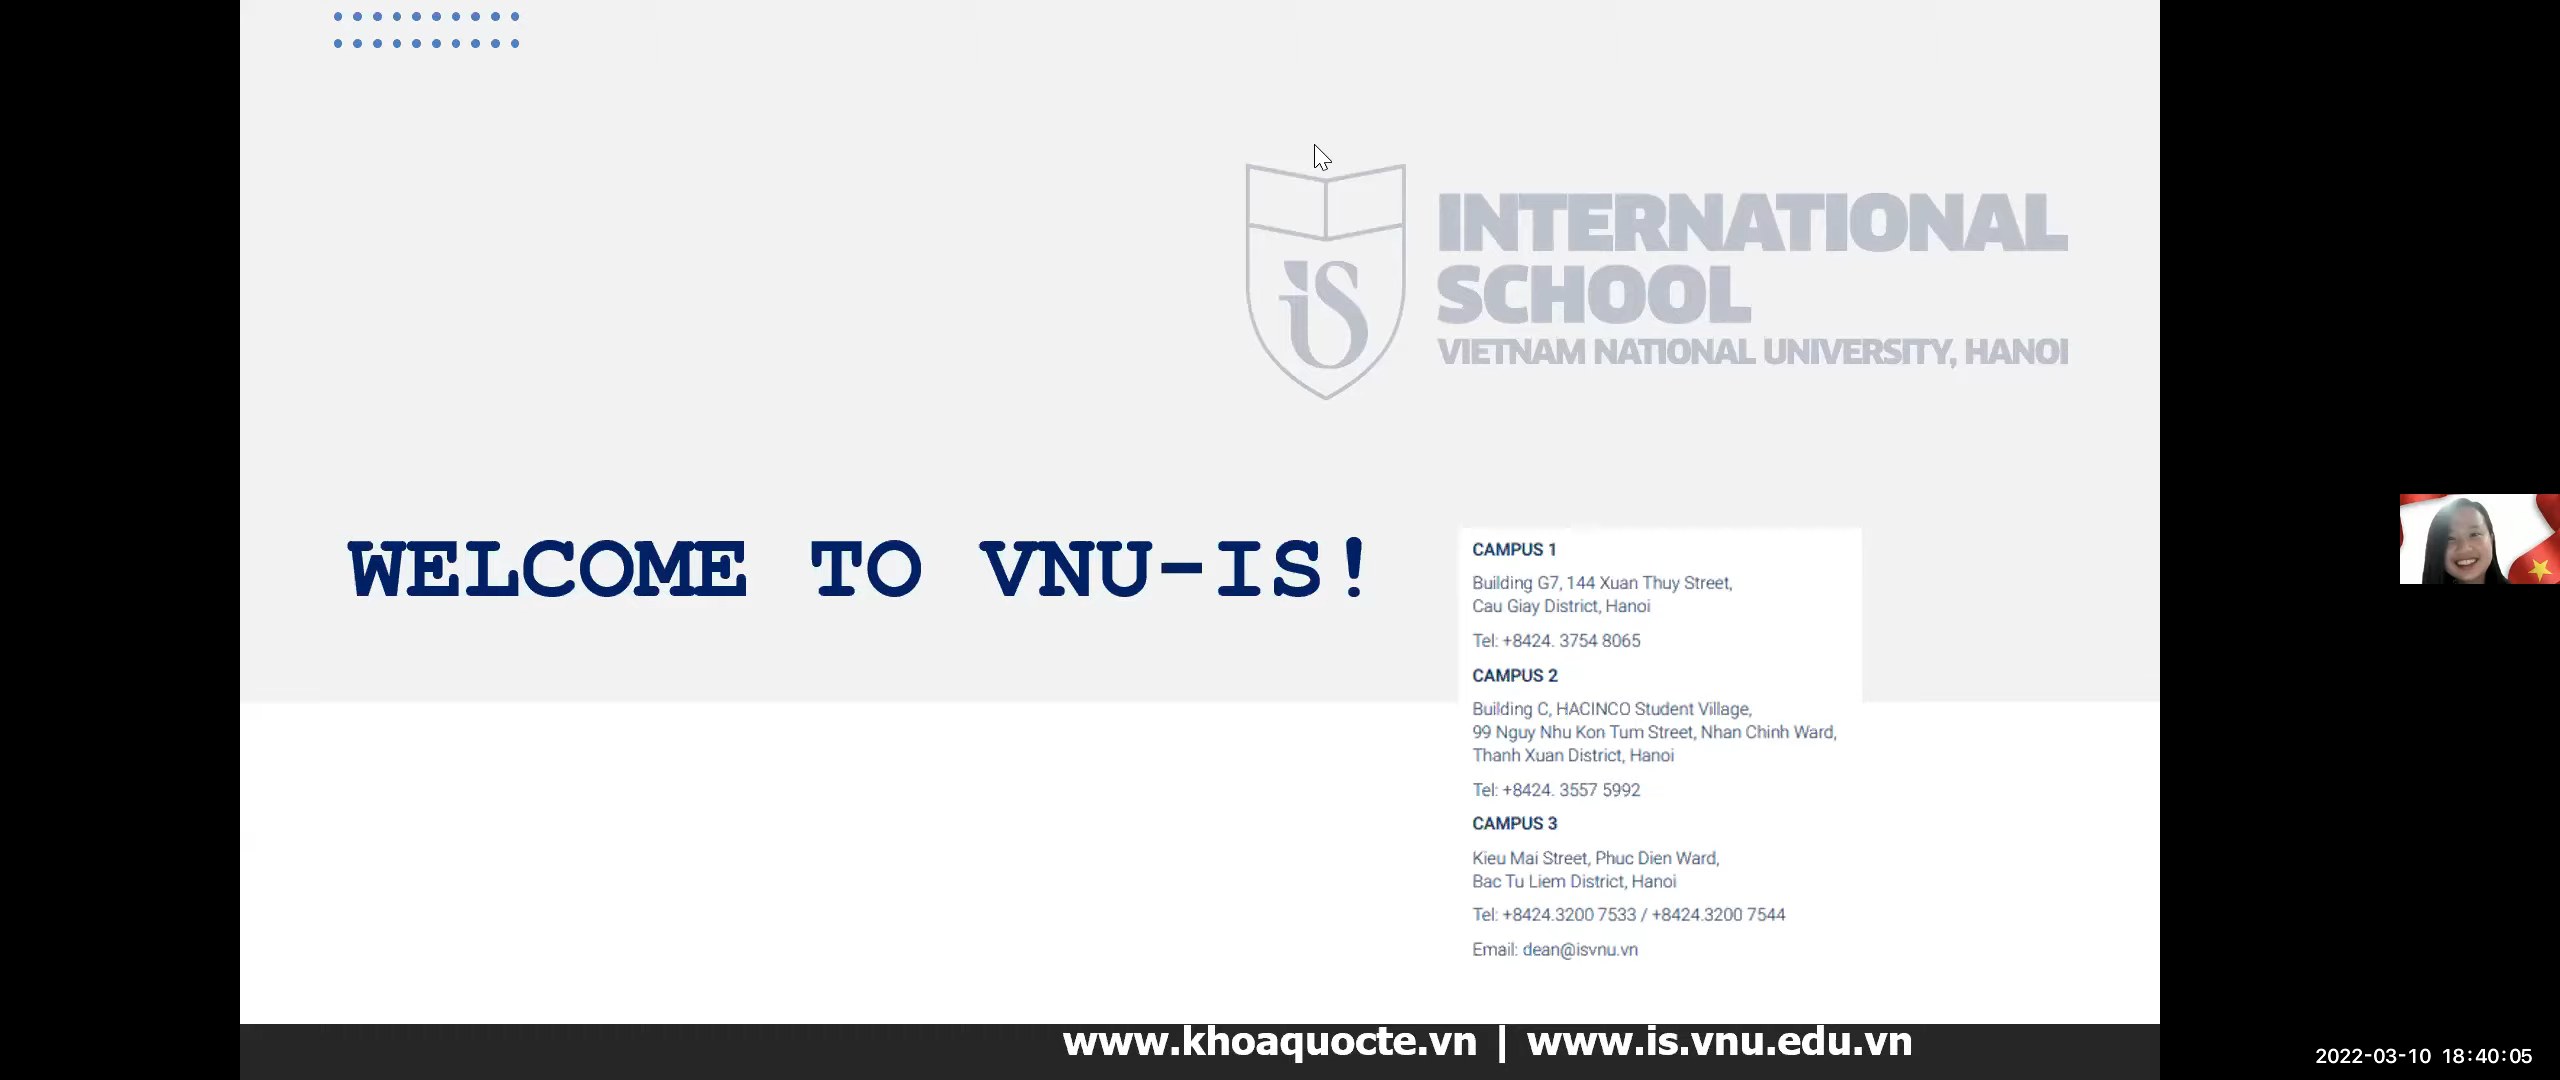 iS
INTERNATIONAL
SCHOOL
VIETNAM NATIONAL UNIVERSITY, HANOI
WELCOME TO VNU-IS!
CAMPUS 1
Building G7, 144 Xuan Thuy Street,
Cau Giay District, Hanoi
Tel: +8424. 3754 8065
CAMPUS 2
Building C, HACINCO Student Village,
99 Nguy Nhu Kon Tum Street, Nhan Chinh Ward,
Thanh Xuan District, Hanoi
Tel: +8424. 3557 5992
CAMPUS 3
Kieu Mai Street, Phuc Dien Ward,
Bac Tu Liem District, Hanoi
Tel: +8424.3200 7533 / +8424.3200 7544
Email: dean@isvnu.vn
www.khoaquocte.vn | www.is.vnu.edu.vn
2022-03-10 18:40:05